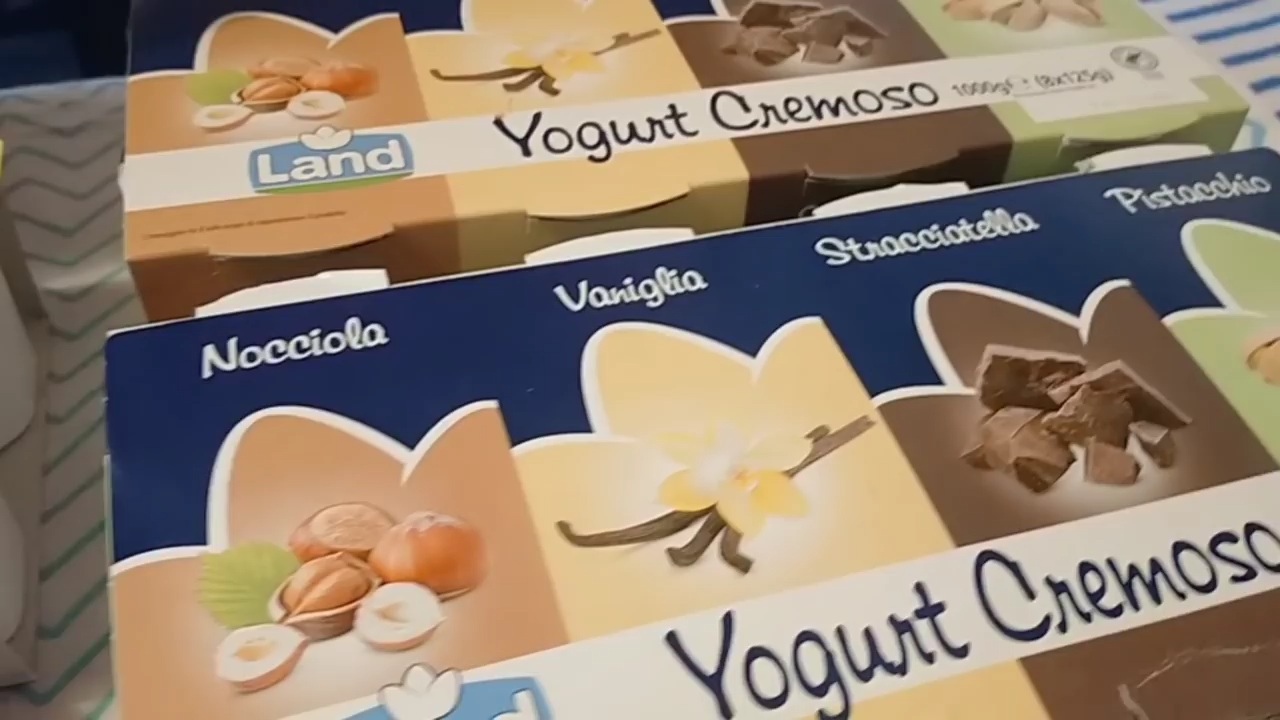 Yogurt Cremoso 1000g℮ (8x125g)
Land
Nocciola
Vaniglia
Stracciatella
Pistacchio
Yogurt Cremoso